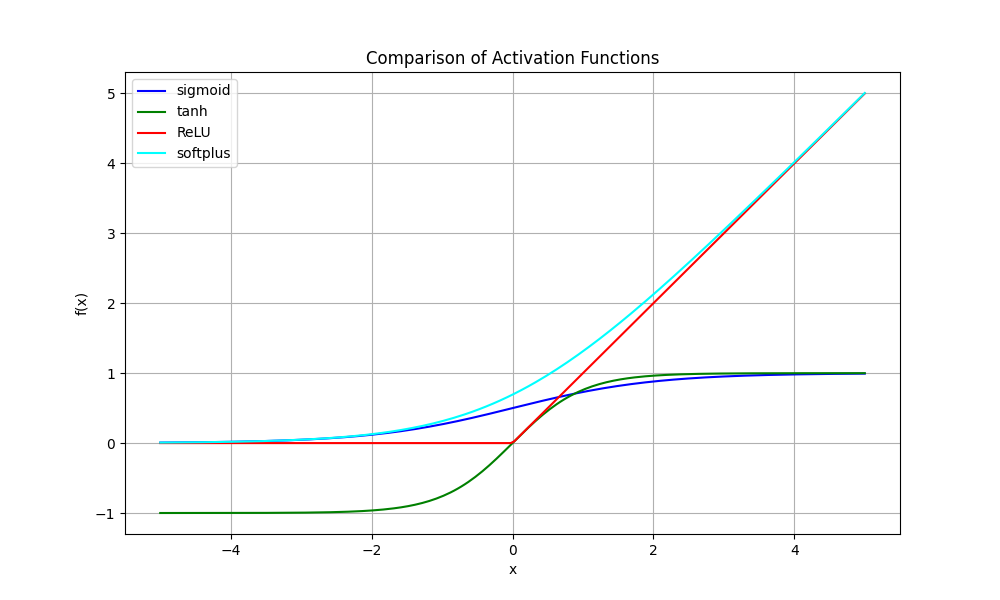 Comparison of Activation Functions
sigmoid
tanh
ReLU
softplus
5
4
3
2
1
0
−1
f(x)
−4
−2
0
2
4
x